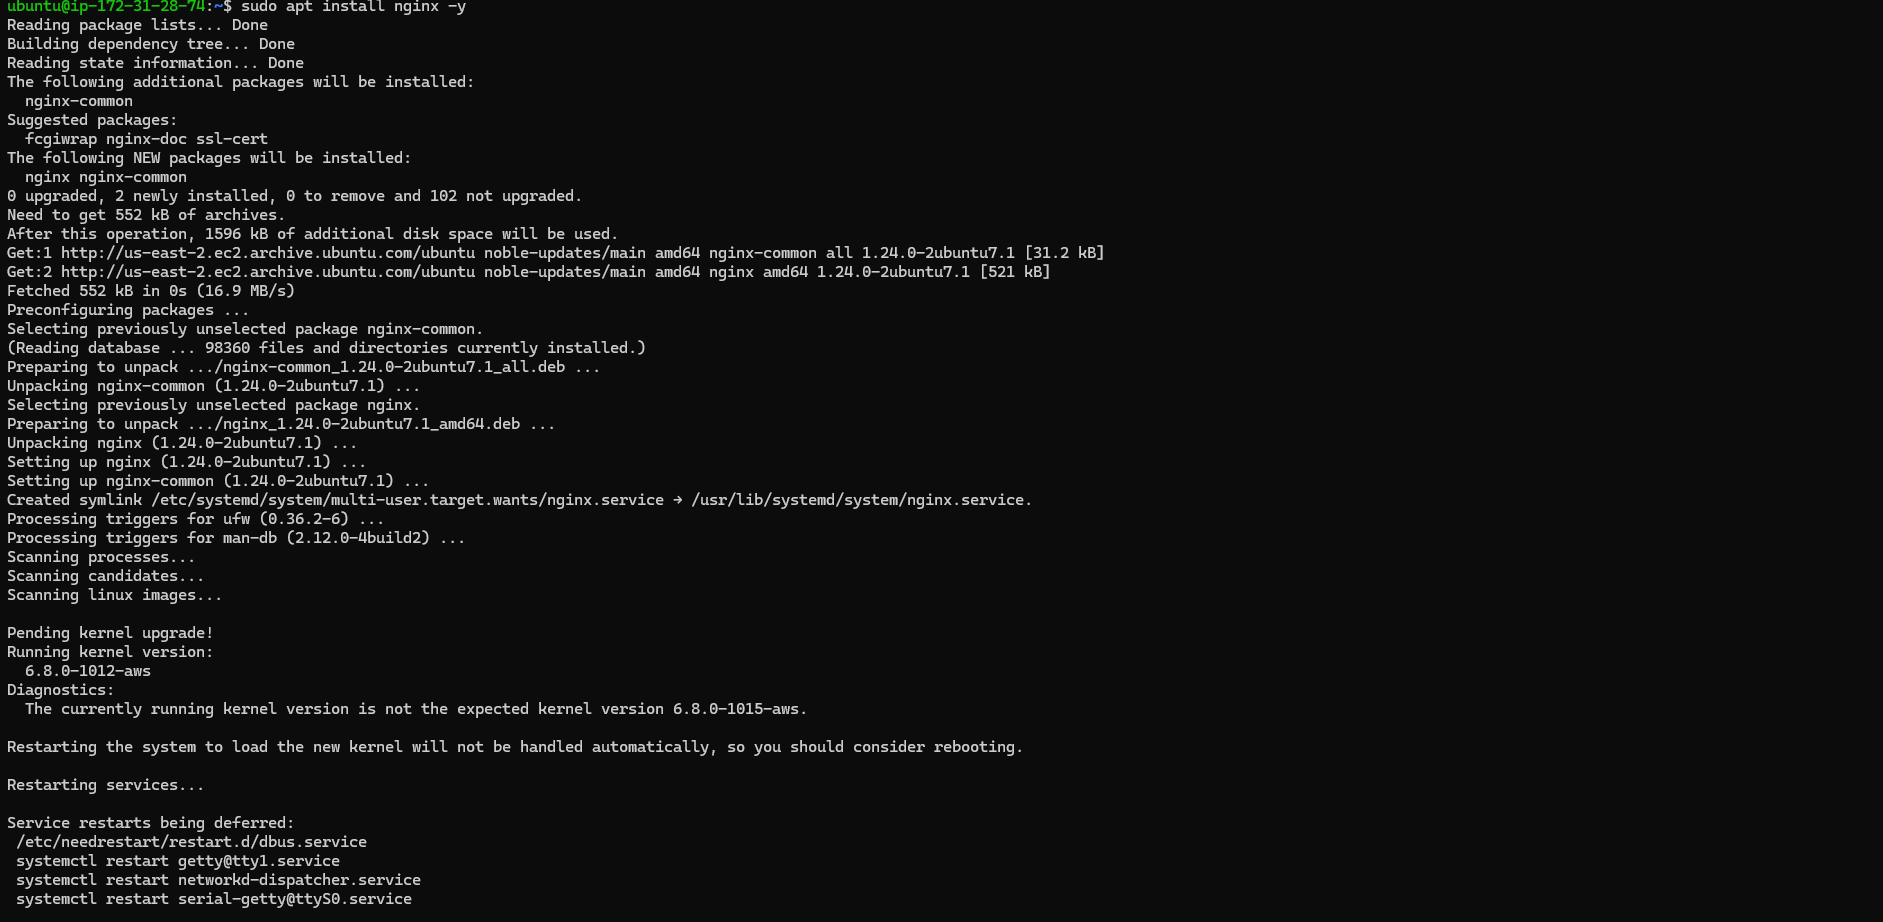 ubuntu@ip-172-31-28-74:~$ sudo apt install nginx -y
Reading package lists... Done
Building dependency tree... Done
Reading state information... Done
The following additional packages will be installed:
  nginx-common
Suggested packages:
  fcgiwrap nginx-doc ssl-cert
The following NEW packages will be installed:
  nginx nginx-common
0 upgraded, 2 newly installed, 0 to remove and 102 not upgraded.
Need to get 552 kB of archives.
After this operation, 1596 kB of additional disk space will be used.
Get:1 http://us-east-2.ec2.archive.ubuntu.com/ubuntu noble-updates/main amd64 nginx-common all 1.24.0-2ubuntu7.1 [31.2 kB]
Get:2 http://us-east-2.ec2.archive.ubuntu.com/ubuntu noble-updates/main amd64 nginx amd64 1.24.0-2ubuntu7.1 [521 kB]
Fetched 552 kB in 0s (16.9 MB/s)
Preconfiguring packages ...
Selecting previously unselected package nginx-common.
(Reading database ... 98360 files and directories currently installed.)
Preparing to unpack .../nginx-common_1.24.0-2ubuntu7.1_all.deb ...
Unpacking nginx-common (1.24.0-2ubuntu7.1) ...
Selecting previously unselected package nginx.
Preparing to unpack .../nginx_1.24.0-2ubuntu7.1_amd64.deb ...
Unpacking nginx (1.24.0-2ubuntu7.1) ...
Setting up nginx (1.24.0-2ubuntu7.1) ...
Setting up nginx-common (1.24.0-2ubuntu7.1) ...
Created symlink /etc/systemd/system/multi-user.target.wants/nginx.service → /usr/lib/systemd/system/nginx.service.
Processing triggers for ufw (0.36.2-6) ...
Processing triggers for man-db (2.12.0-4build2) ...
Scanning processes...
Scanning candidates...
Scanning linux images...

Pending kernel upgrade!
Running kernel version:
  6.8.0-1012-aws
Diagnostics:
  The currently running kernel version is not the expected kernel version 6.8.0-1015-aws.

Restarting the system to load the new kernel will not be handled automatically, so you should consider rebooting.

Restarting services...

Service restarts being deferred:
 /etc/needrestart/restart.d/dbus.service
 systemctl restart getty@tty1.service
 systemctl restart networkd-dispatcher.service
 systemctl restart serial-getty@ttyS0.service